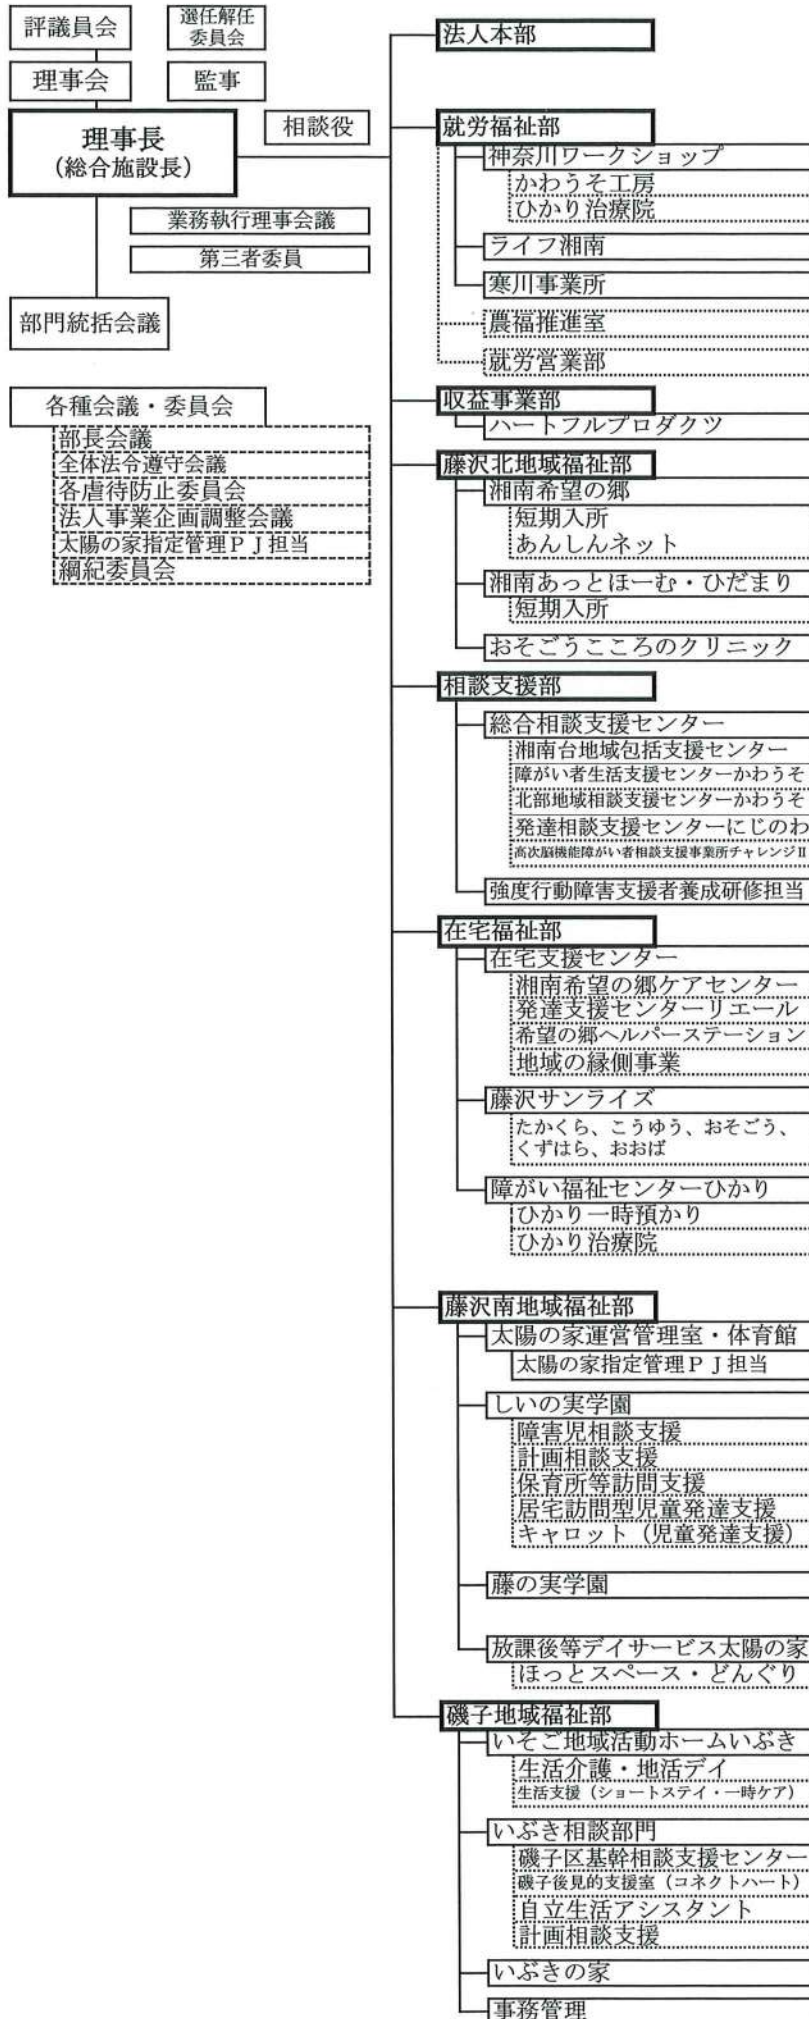 評議員会
選任解任
委員会
理事会
監事
理事長
(総合施設長)
相談役
業務執行理事会議
第三者委員
部門統括会議
各種会議・委員会
部長会議
全体法令遵守会議
各虐待防止委員会
法人事業企画調整会議
太陽の家指定管理ＰＪ担当
綱紀委員会
法人本部
就労福祉部
神奈川ワークショップ
かわうそ工房
ひかり治療院
ライフ湘南
寒川事業所
農福推進室
就労営業部
収益事業部
ハートフルプロダクツ
藤沢北地域福祉部
湘南希望の郷
短期入所
あんしんネット
湘南あっとほーむ・ひだまり
短期入所
おそごうこころのクリニック
相談支援部
総合相談支援センター
湘南台地域包括支援センター
障がい者生活支援センターかわうそ
北部地域相談支援センターかわうそ
発達相談支援センターにじのわ
高次脳機能障がい者相談支援事業所チャレンジⅡ
強度行動障害支援者養成研修担当
在宅福祉部
在宅支援センター
湘南希望の郷ケアセンター
発達支援センターリエール
希望の郷ヘルパーステーション
地域の縁側事業
藤沢サンライズ
たかくら、こうゆう、おそごう、
くずはら、おおば
障がい福祉センターひかり
ひかり一時預かり
ひかり治療院
藤沢南地域福祉部
太陽の家運営管理室・体育館
太陽の家指定管理ＰＪ担当
しいの実学園
障害児相談支援
計画相談支援
保育所等訪問支援
居宅訪問型児童発達支援
キャロット（児童発達支援）
藤の実学園
放課後等デイサービス太陽の家
ほっとスペース・どんぐり
磯子地域福祉部
いそご地域活動ホームいぶき
生活介護・地活デイ
生活支援（ショートステイ・一時ケア）
いぶき相談部門
磯子区基幹相談支援センター
磯子後見的支援室（コネクトハート）
自立生活アシスタント
計画相談支援
いぶきの家
事務管理